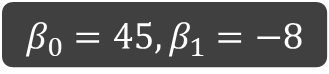 β₀ = 45, β₁ = −8